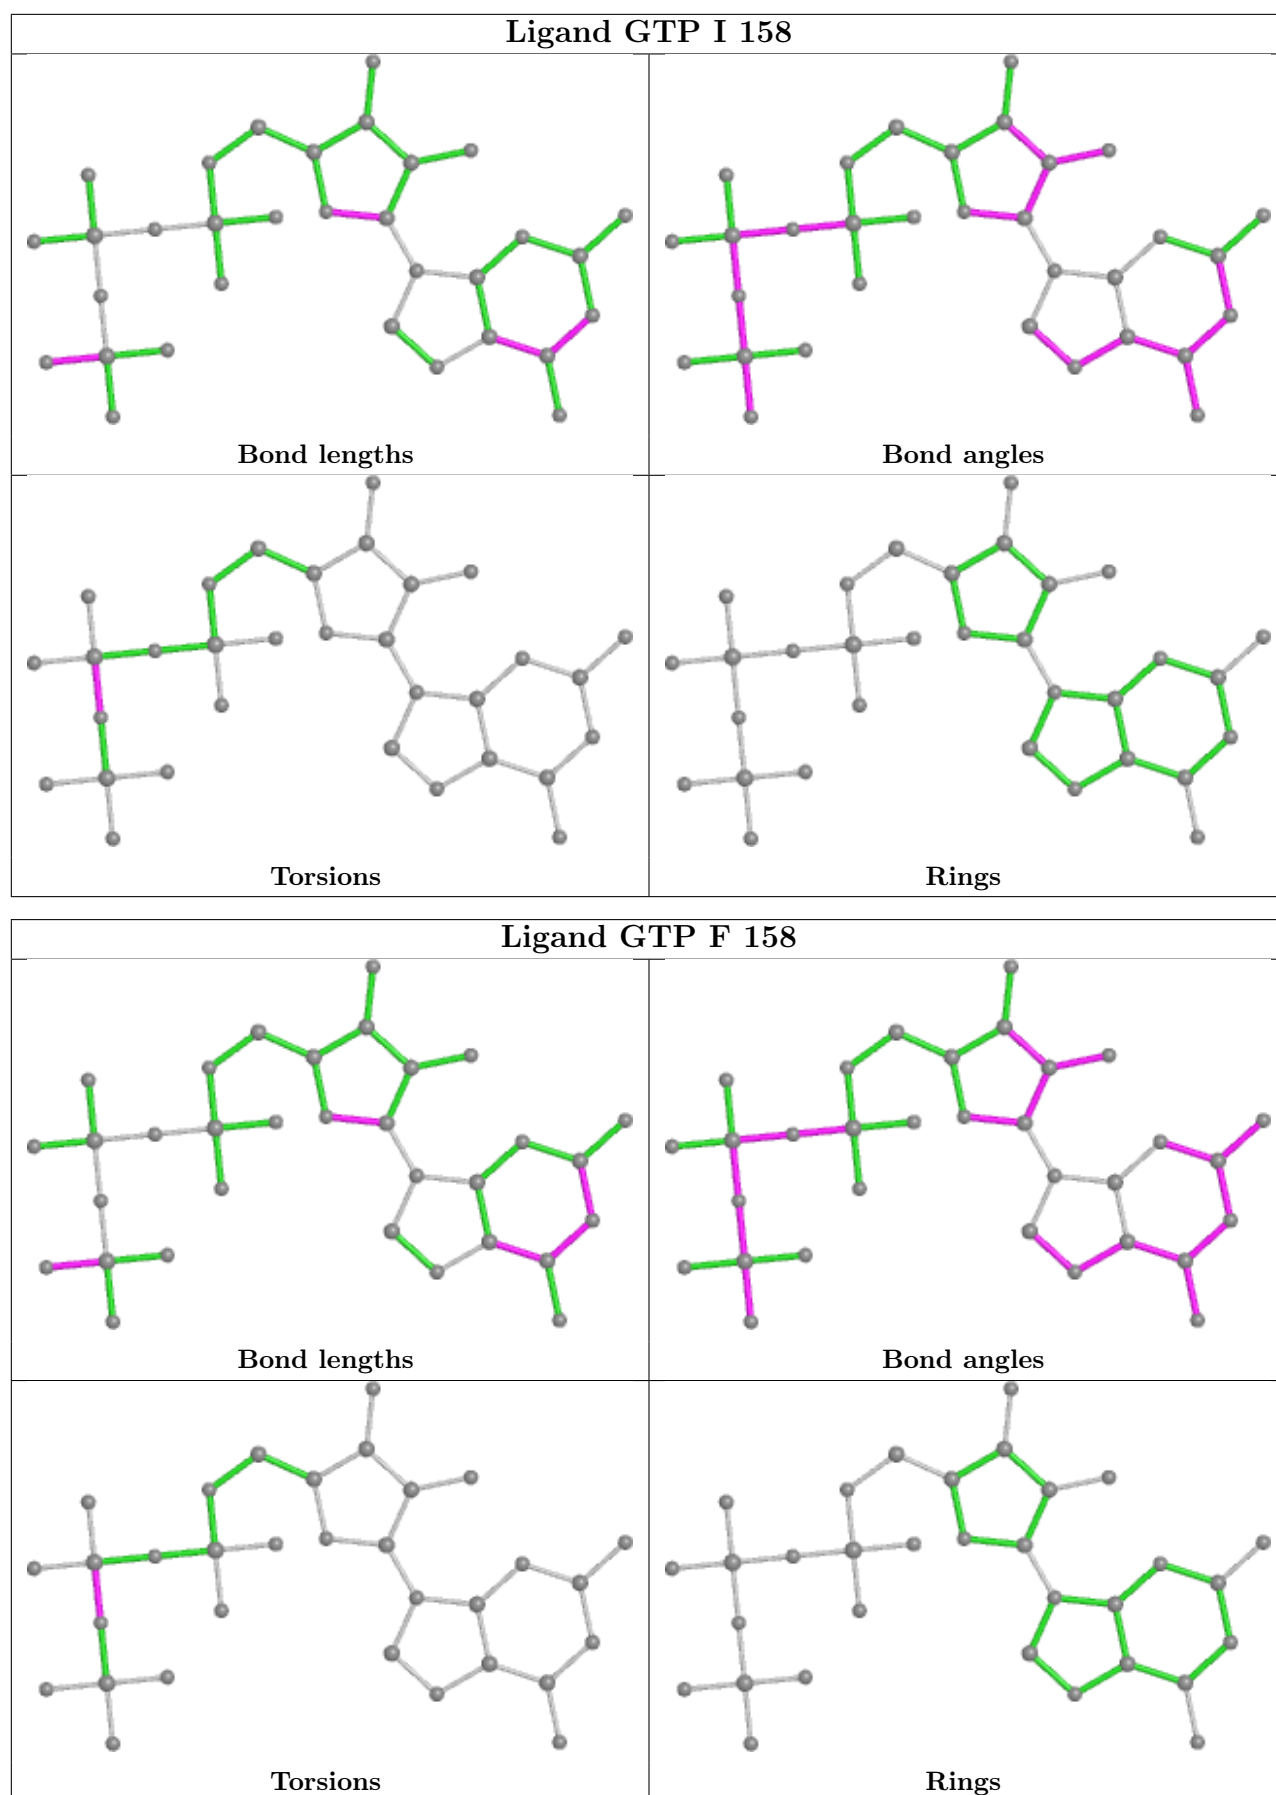 Ligand GTP I 158
Bond lengths
Bond angles
Torsions
Rings
Ligand GTP F 158
Bond lengths
Bond angles
Torsions
Rings